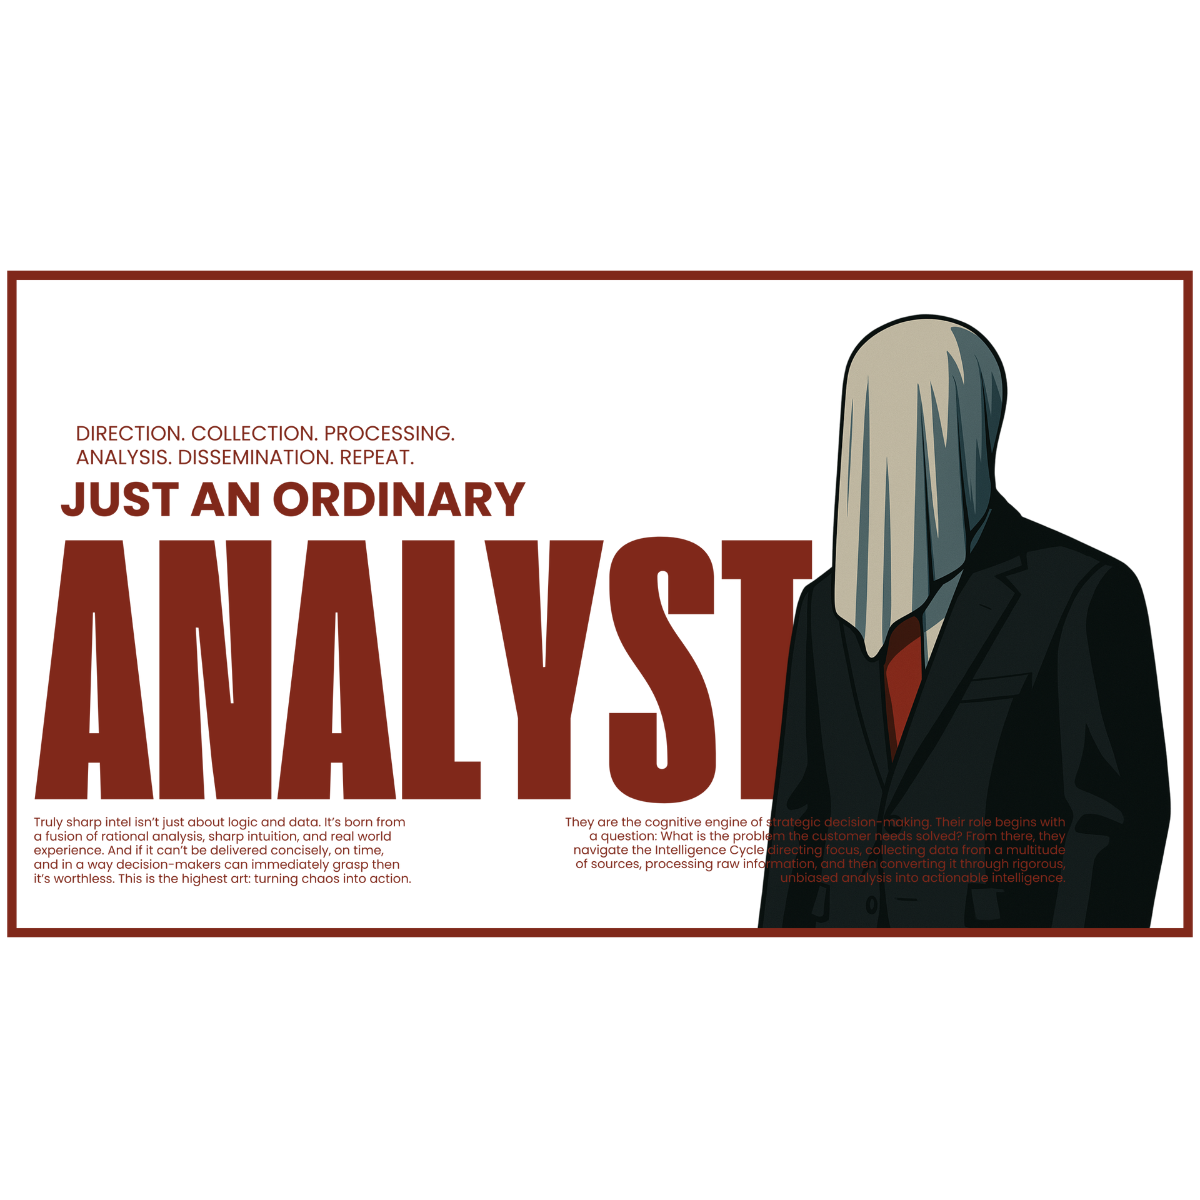 DIRECTION. COLLECTION. PROCESSING.
ANALYSIS. DISSEMINATION. REPEAT.
JUST AN ORDINARY
ANALYST
Truly sharp intel isn't just about logic and data. It's born from
a fusion of rational analysis, sharp intuition, and real world
experience. And if it can't be delivered concisely, on time,
and in a way decision-makers can immediately grasp then
it's worthless. This is the highest art: turning chaos into action.
They are the cognitive engine of strategic decision-making. Their role begins with
a question: What is the problem the customer needs solved? From there, they
navigate the Intelligence Cycle directing focus, collecting data from a multitude
of sources, processing raw information, and then converting it through rigorous,
unbiased analysis into actionable intelligence.